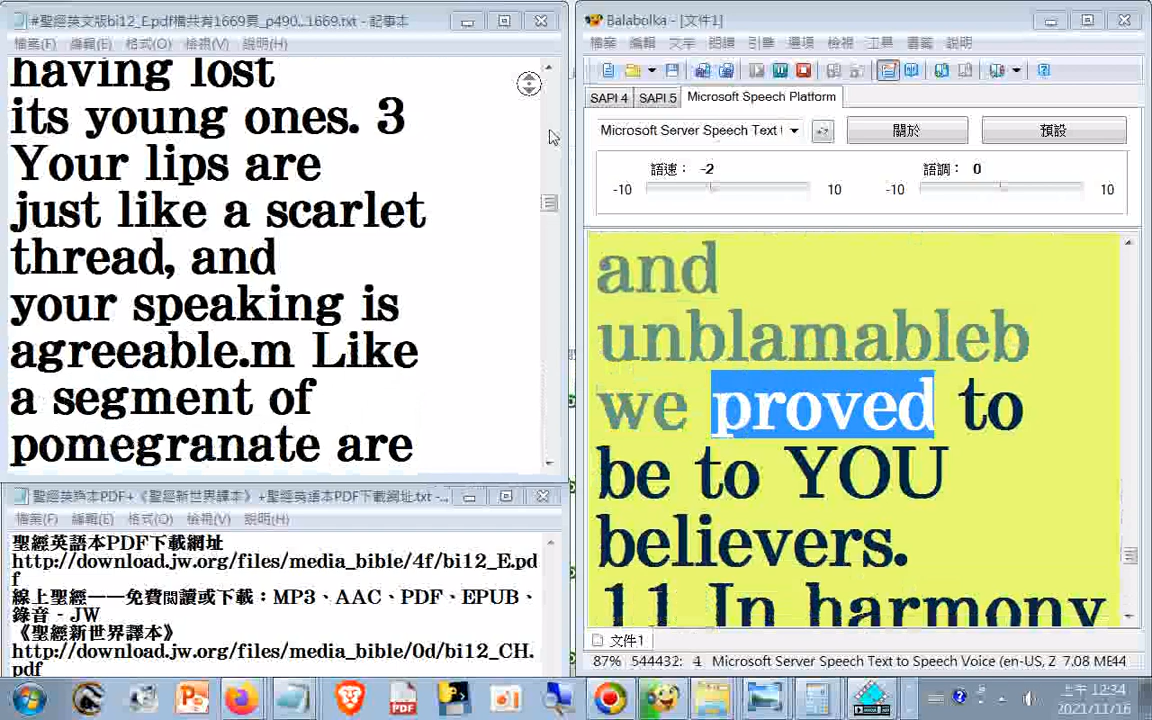 #聖經英文版bi12_E.pdf檔共有1669頁_p490...1669.txt - 記事本
檔案(F) 編輯(E) 格式(O) 檢視(V) 說明(H)
having lost
its young ones. 3
Your lips are
just like a scarlet
thread, and
your speaking is
agreeable.m Like
a segment of
pomegranate are
聖經英語本PDF+《聖經新世界譯本》+聖經英語本PDF下載網址.txt - ...
檔案(F) 編輯(E) 格式(O) 檢視(V) 說明(H)
聖經英語本PDF下載網址
http://download.jw.org/files/media_bible/4f/bi12_E.pd
f
線上聖經——免費閱讀或下載：MP3、AAC、PDF、EPUB、
錄音 - JW
《聖經新世界譯本》
http://download.jw.org/files/media_bible/0d/bi12_CH.
pdf
Balabolka - [文件1]
檔案 編輯 文字 朗讀 引擎 選項 檢視 工具 書籤 說明
SAPI 4 SAPI 5 Microsoft Speech Platform
Microsoft Server Speech Text
關於 預設
語速： -2 語調： 0
-10 10 -10 10
and
unblamableb
we proved to
be to YOU
believers.
11 In harmony
文件1
87% 544432: 4 Microsoft Server Speech Text to Speech Voice (en-US, Z 7.08 ME44
上午 12:34
2021/11/16